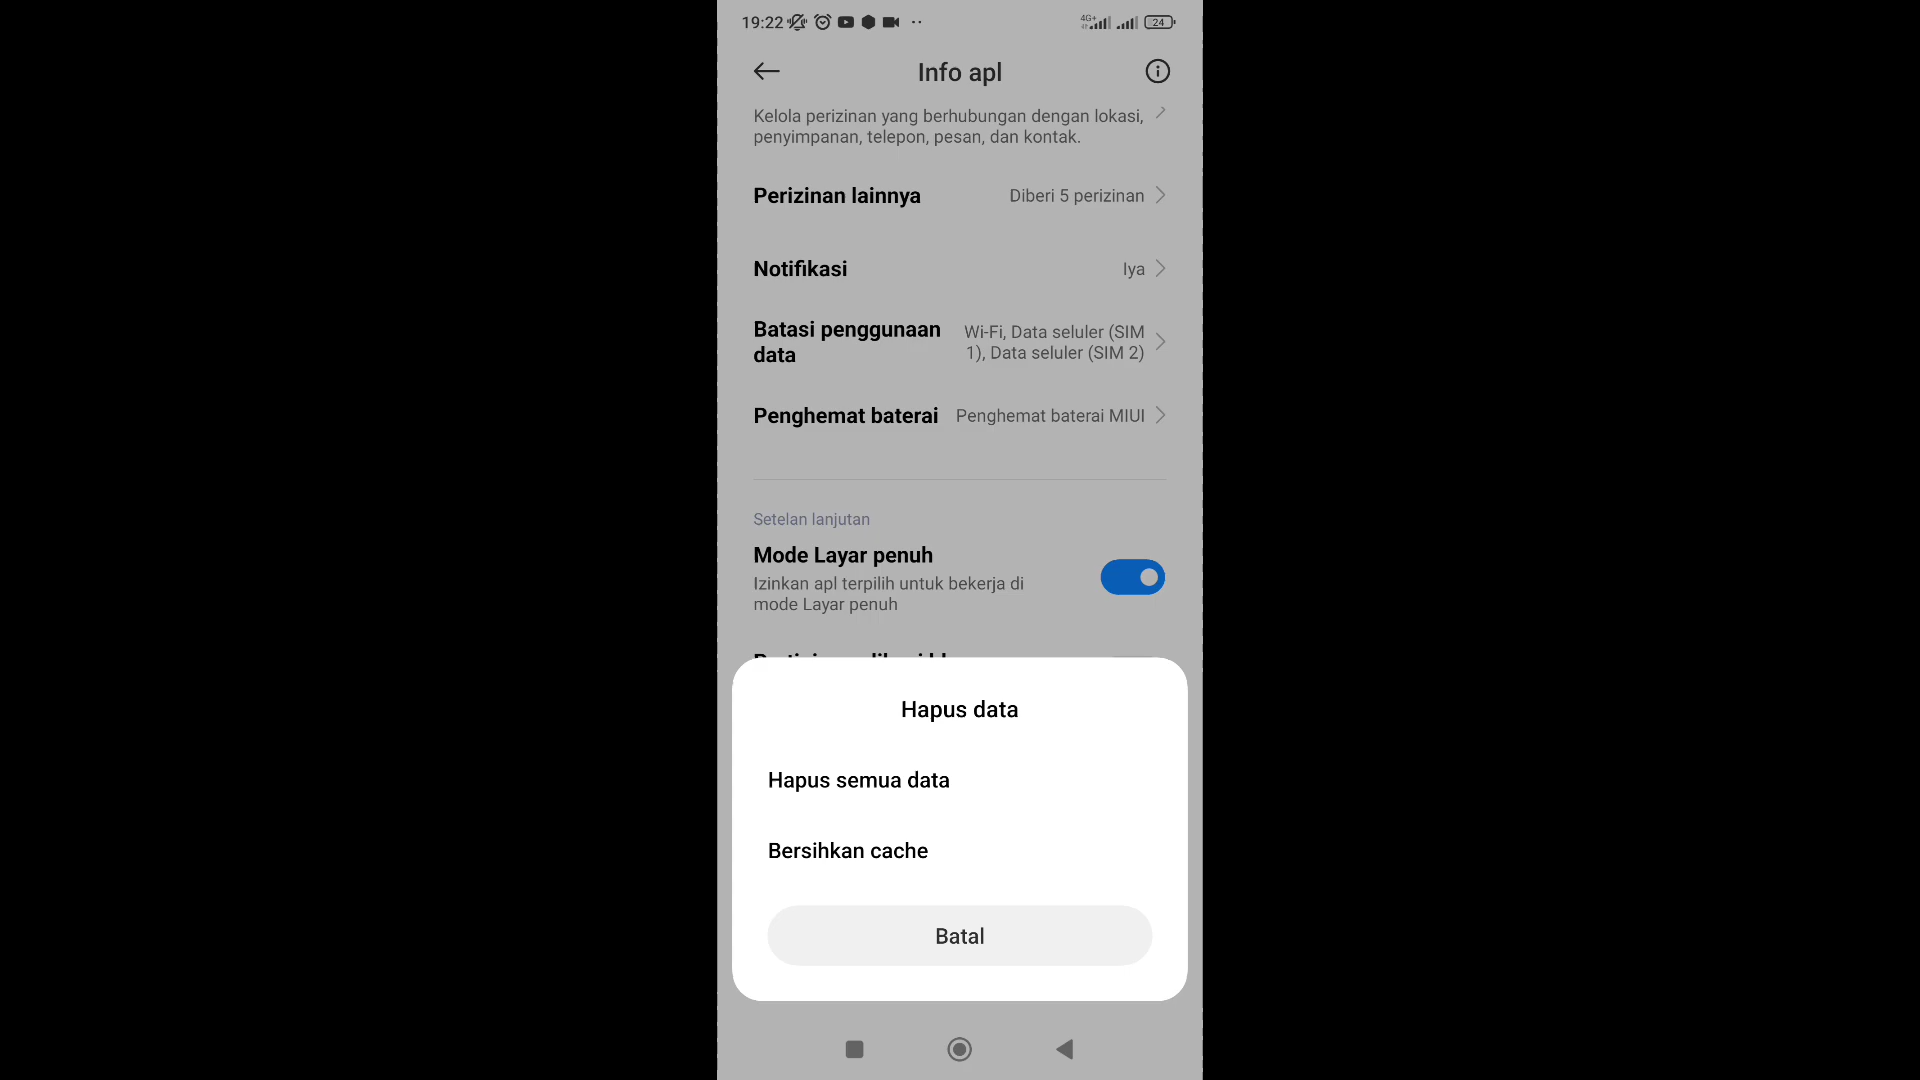 19:22
4G+
24
Info apl
Kelola perizinan yang berhubungan dengan lokasi,
penyimpanan, telepon, pesan, dan kontak.
Perizinan lainnya
Diberi 5 perizinan
Notifikasi
Iya
Batasi penggunaan
data
Wi-Fi, Data seluler (SIM
1), Data seluler (SIM 2)
Penghemat baterai
Penghemat baterai MIUI
Setelan lanjutan
Mode Layar penuh
Izinkan apl terpilih untuk bekerja di
mode Layar penuh
Hapus data
Hapus semua data
Bersihkan cache
Batal